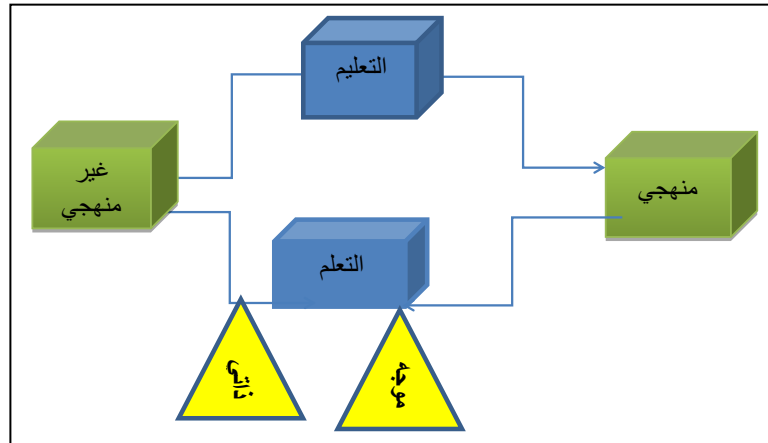 التعليم
منهجي
غير
منهجي
التعلم
موجه
ذاتي